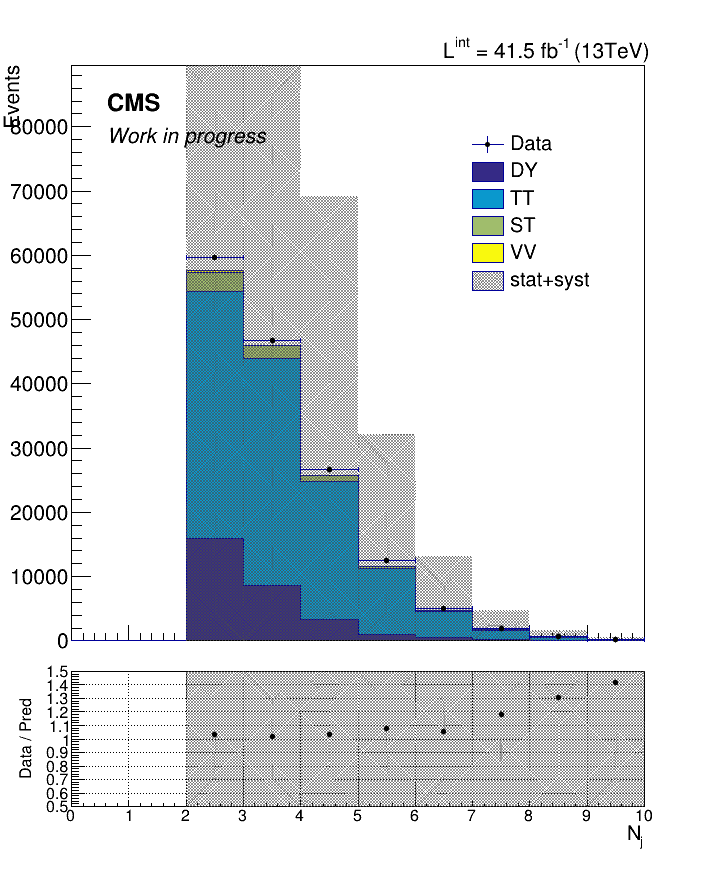 L^int = 41.5 fb^-1 (13TeV)
Events
CMS
Work in progress
Data
DY
TT
ST
VV
stat+syst
80000
70000
60000
50000
40000
30000
20000
10000
0
Data / Pred
1.5
1.4
1.3
1.2
1.1
1
0.9
0.8
0.7
0.6
0.5
0 1 2 3 4 5 6 7 8 9 10
N_j